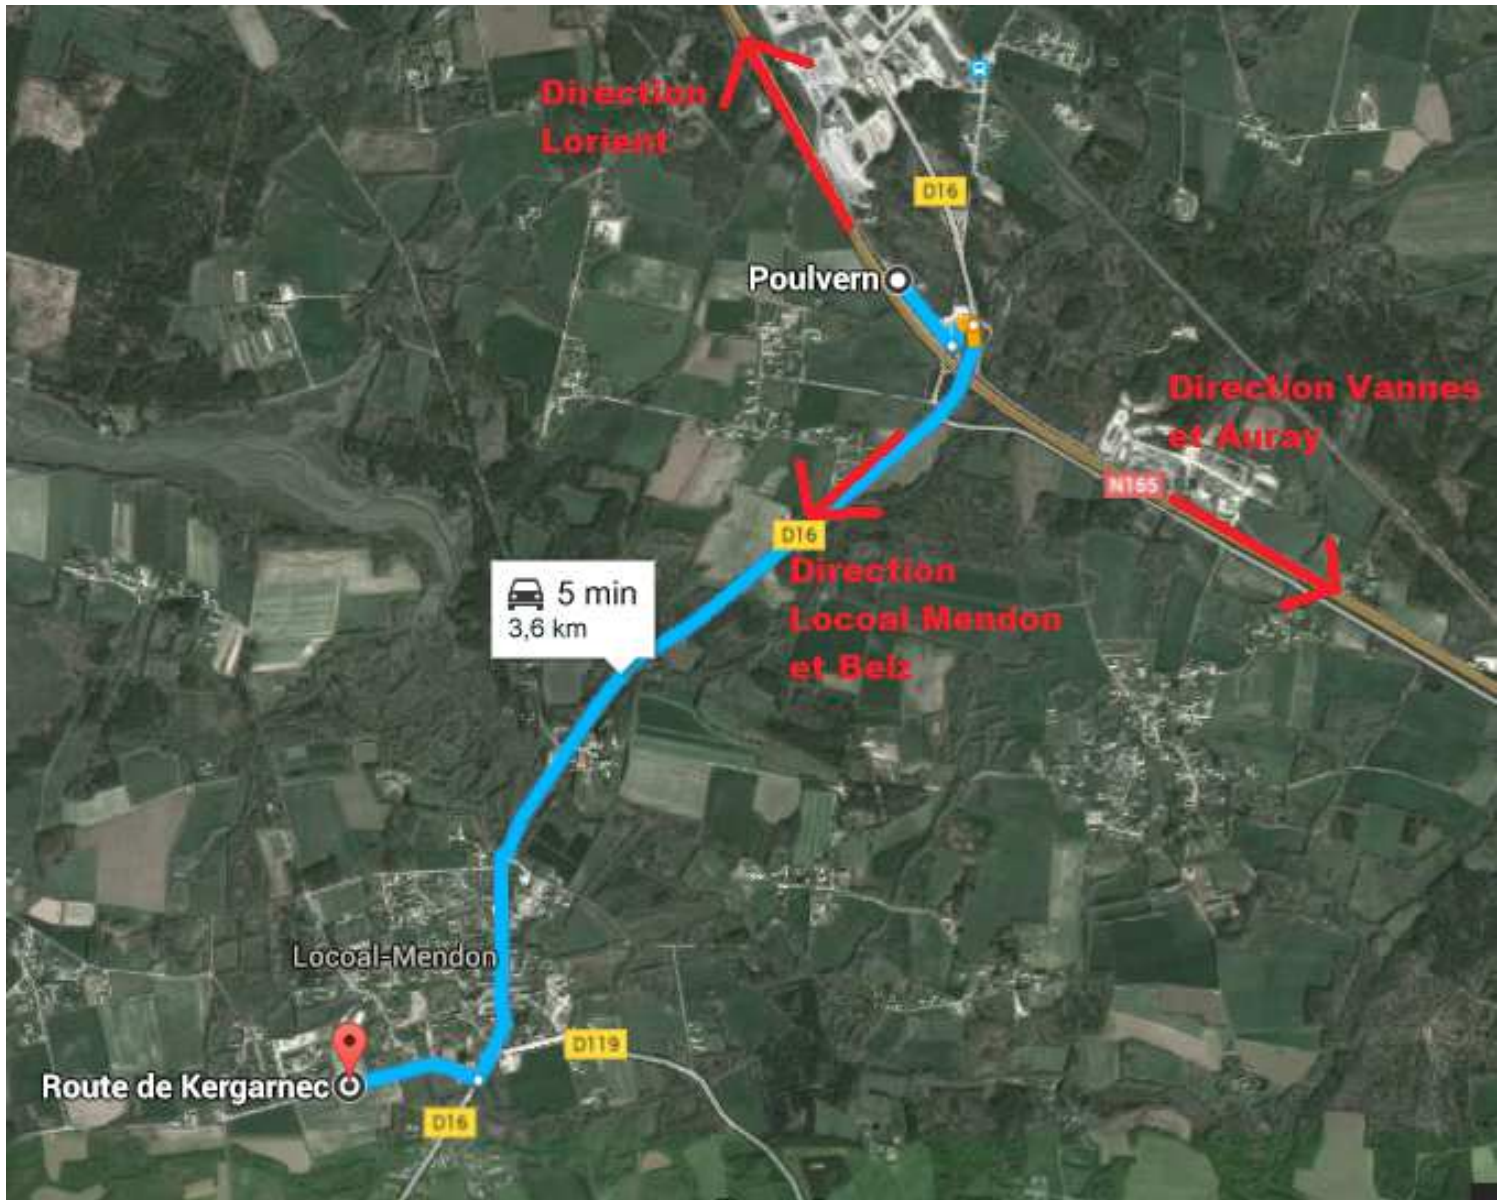 Direction
Lorient
D16
Poulvern
Direction Vannes
et Auray
N165
D16
Direction
Locoal Mendon
et Belz
5 min
3,6 km
Locoal-Mendon
D119
Route de Kergarnec
D16